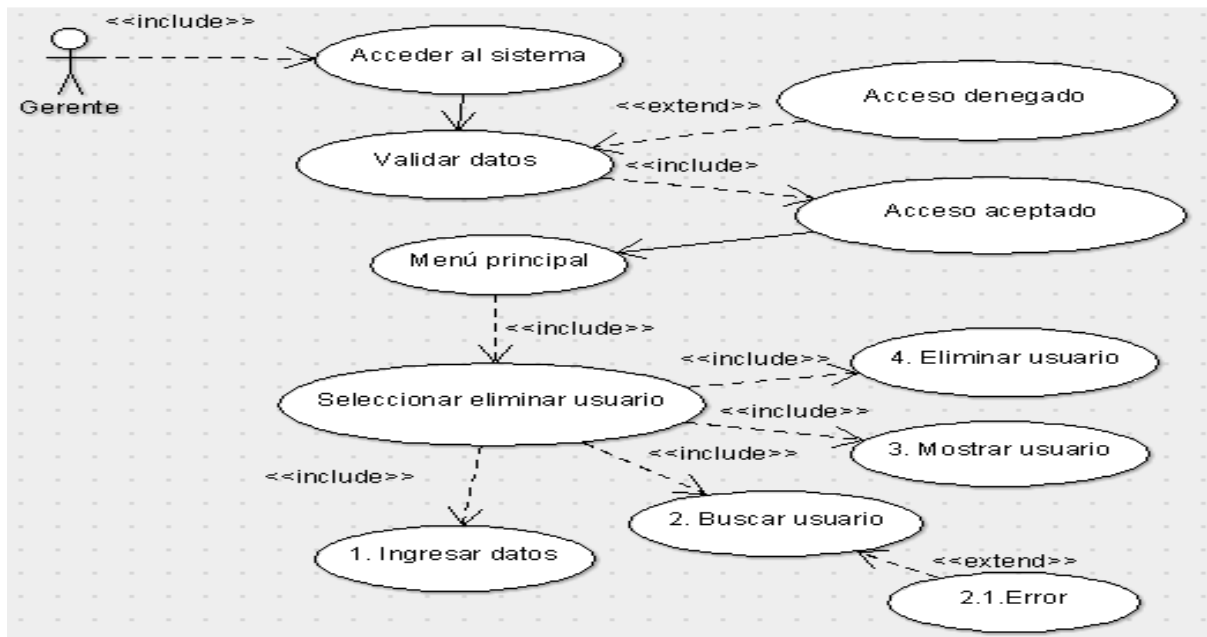 <<include>>
Acceder al sistema
Gerente
Acceso denegado
<<extend>>
Validar datos
<<include>
Acceso aceptado
Menú principal
<<include>>
4. Eliminar usuario
<<include>>
Seleccionar eliminar usuario
<<include>>
3. Mostrar usuario
<<include>>
<<include>>
2. Buscar usuario
1. Ingresar datos
<<extend>>
2.1.Error